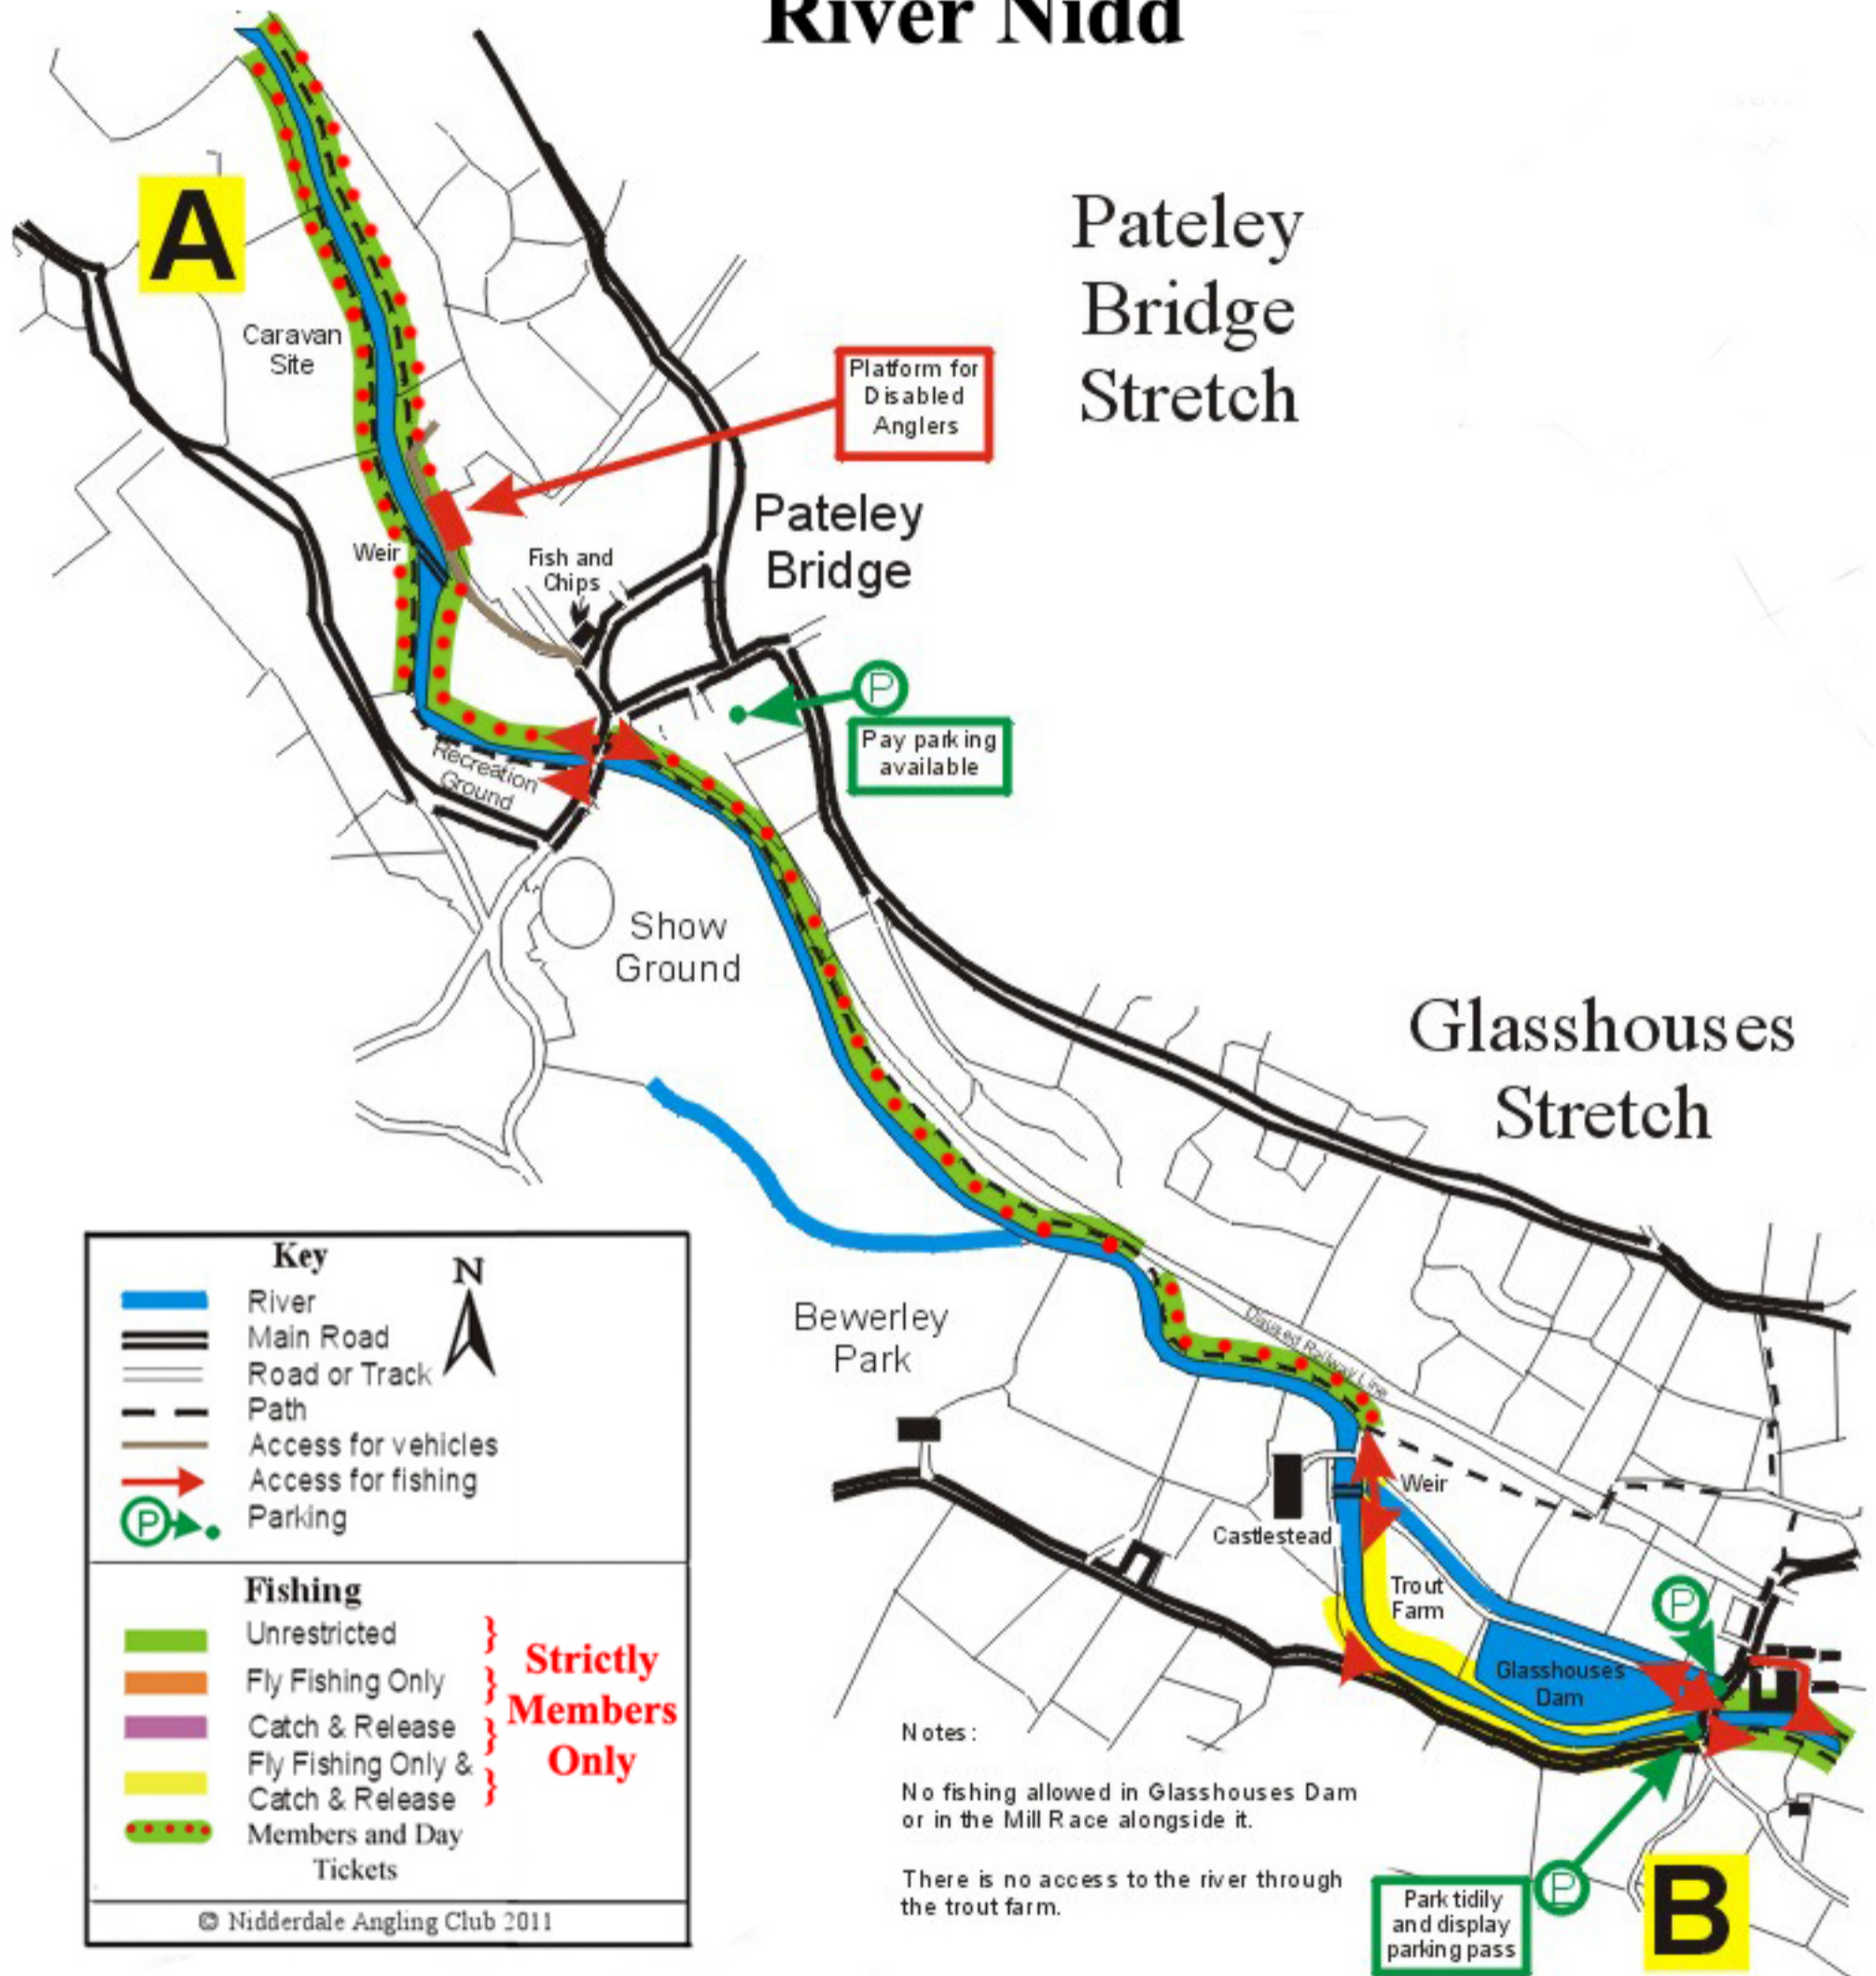 River Nidd
A
Pateley
Bridge
Stretch
Caravan
Site
Platform for
Disabled
Anglers
Pateley
Bridge
Weir
Fish and
Chips
P
Pay parking
available
Recreation
Ground
Show
Ground
Glasshouses
Stretch
Bewerley
Park
Disused Railway Line
Weir
Castlestead
Trout
Farm
P
Glasshouses
Dam
Key
N
River
Main Road
Road or Track
Path
Access for vehicles
Access for fishing
P
Parking
Fishing
Unrestricted
Fly Fishing Only
Catch & Release
Fly Fishing Only &
Catch & Release
Strictly
Members
Only
Members and Day
Tickets
© Nidderdale Angling Club 2011
Notes:
No fishing allowed in Glasshouses Dam
or in the Mill Race alongside it.
There is no access to the river through
the trout farm.
P
Park tidily
and display
parking pass
B